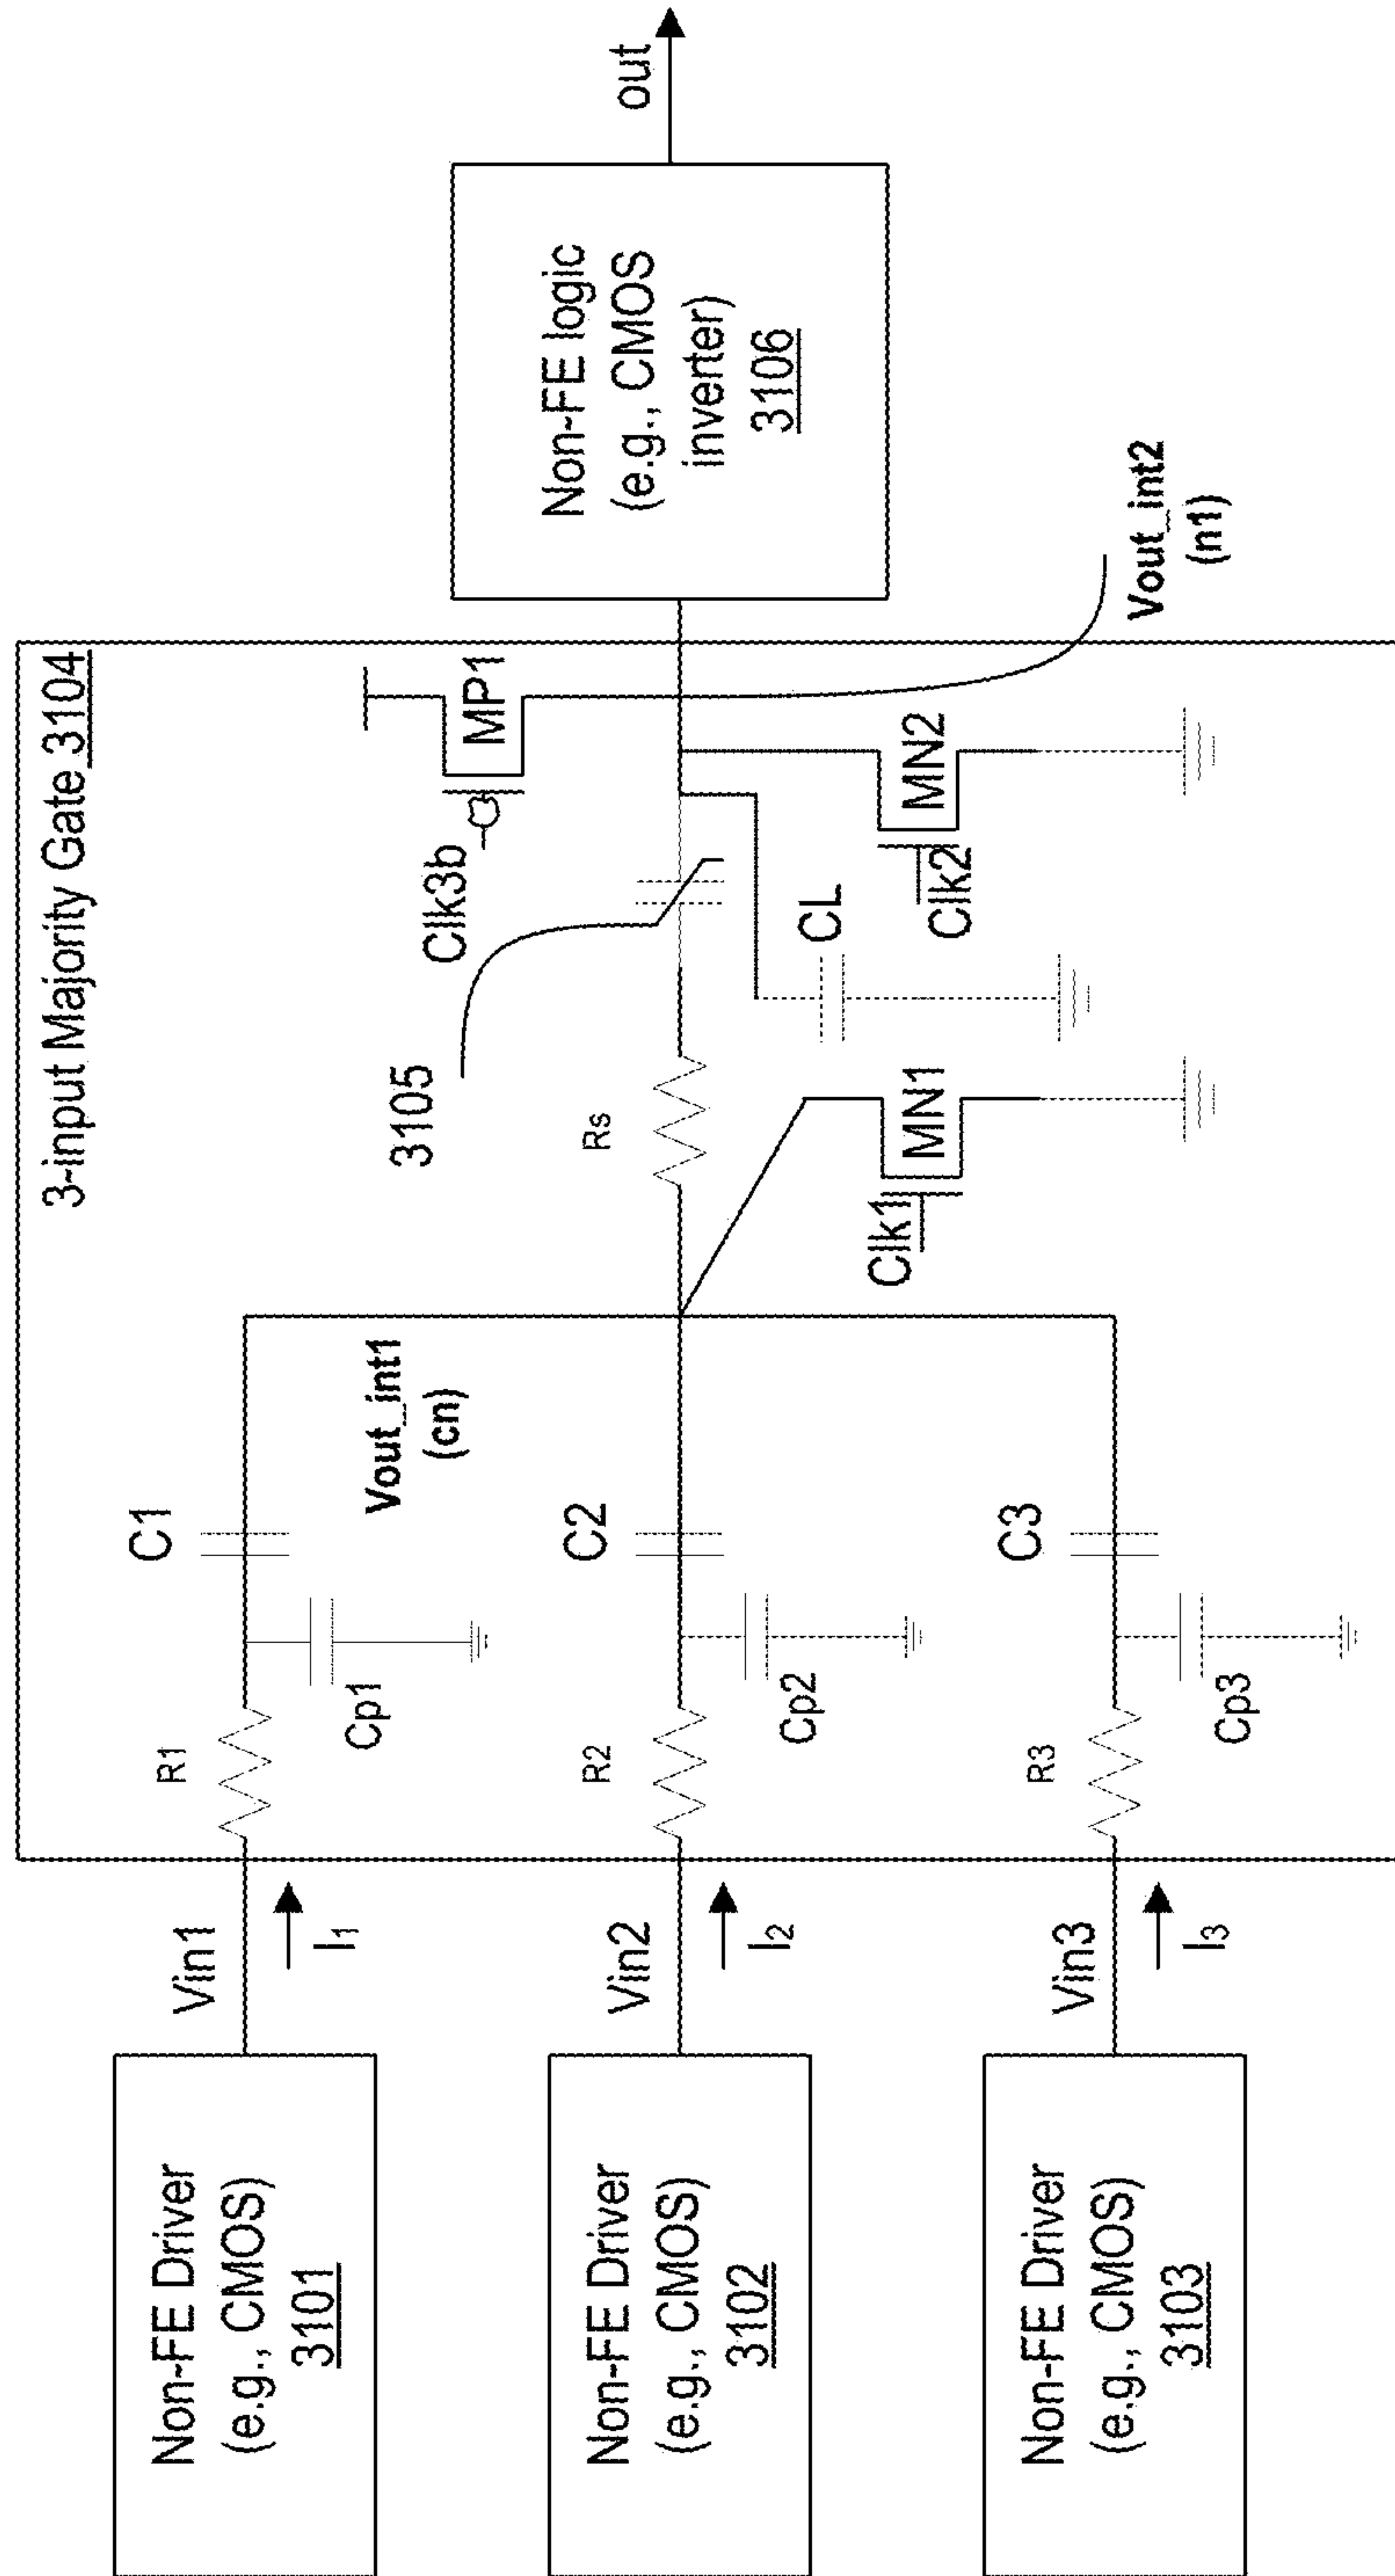 3-input Majority Gate 3104
Non-FE Driver
(e.g., CMOS)
3101
Vin1
I1
R1
Cp1
C1
Vout_int1
(cn)
Non-FE Driver
(e.g., CMOS)
3102
Vin2
I2
R2
Cp2
C2
Non-FE Driver
(e.g., CMOS)
3103
Vin3
I3
R3
Cp3
C3
3105
Rs
Clk1
MN1
CL
Clk3b
MP1
Clk2
MN2
Vout_int2
(n1)
Non-FE logic
(e.g., CMOS
inverter)
3106
out